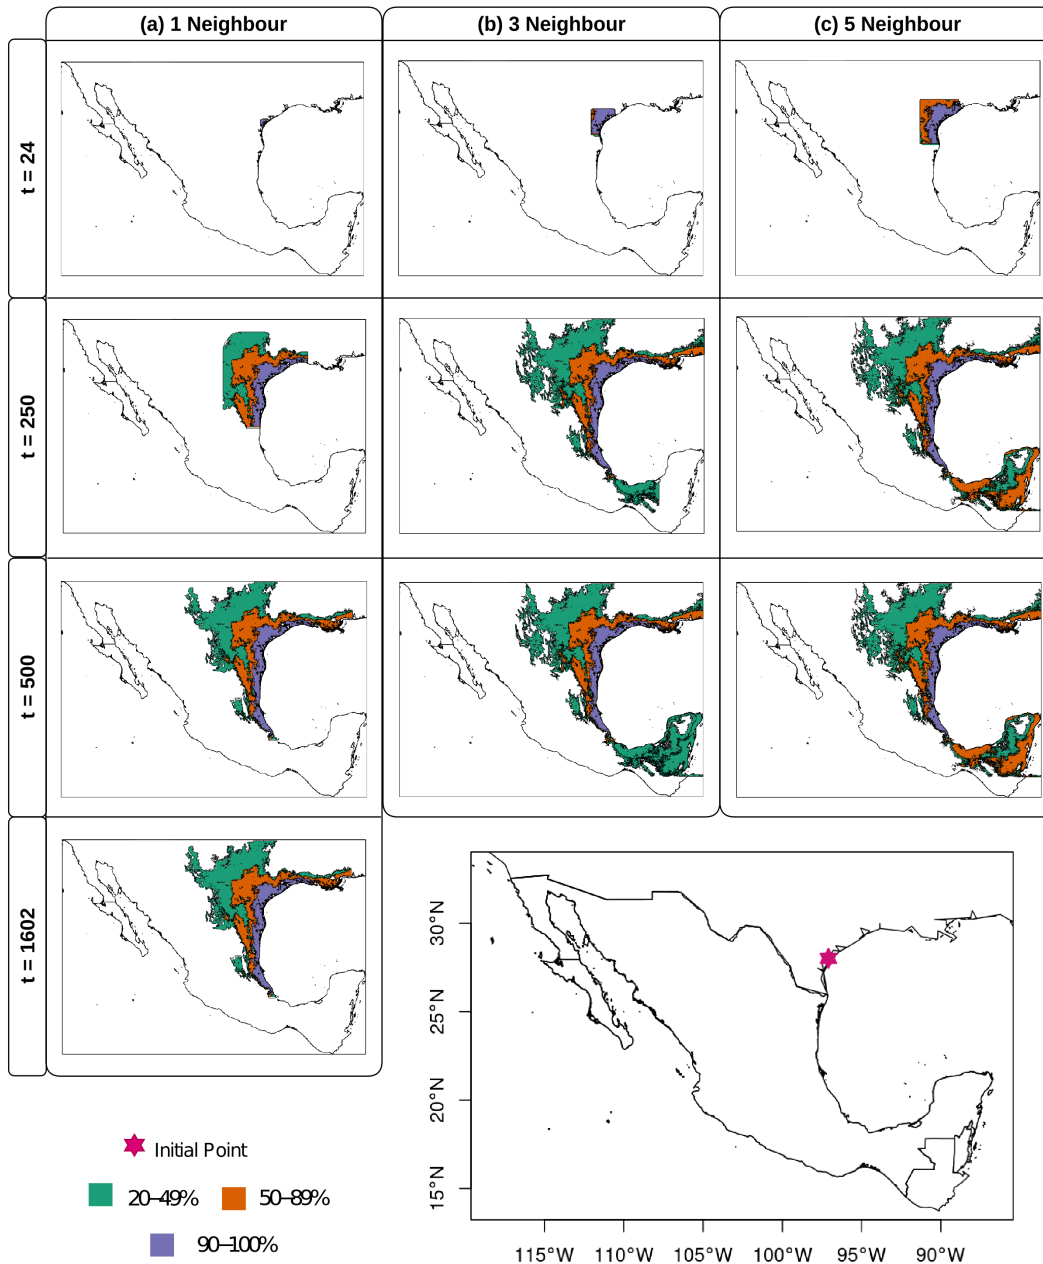 (a) 1 Neighbour
(b) 3 Neighbour
(c) 5 Neighbour
t = 24
t = 250
t = 500
t = 1602
30°N
25°N
20°N
15°N
115°W 110°W 105°W 100°W 95°W 90°W
Initial Point
20–49% 50–89%
90–100%